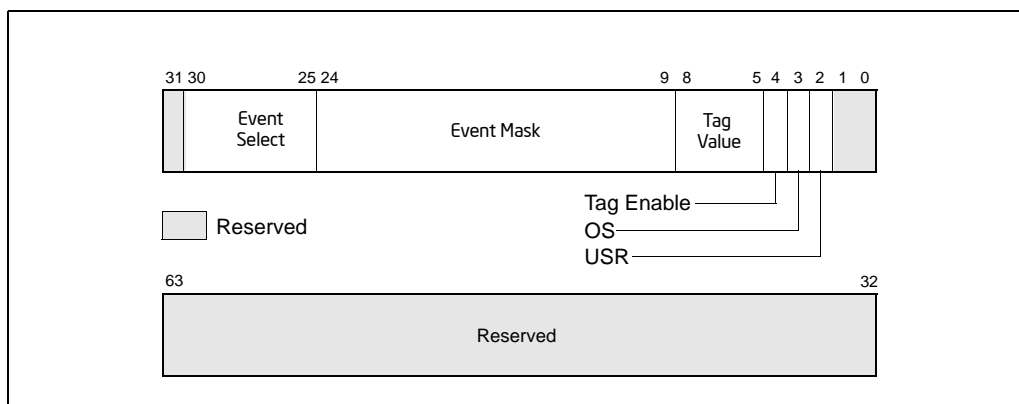 31 30 25 24 9 8 5 4 3 2 1 0
Event
Select
Event Mask
Tag
Value
Tag Enable
OS
USR
Reserved
63 32
Reserved